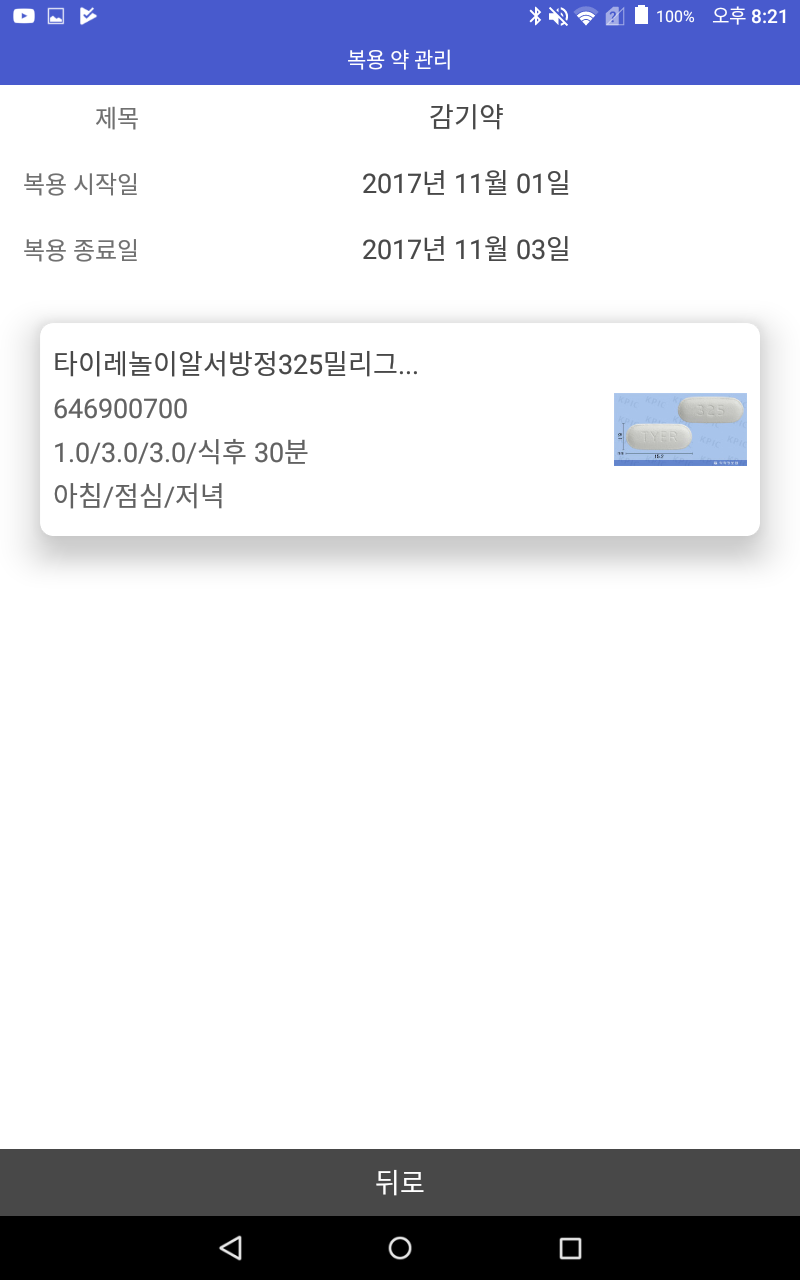 100% 오후 8:21
복용 약 관리
제목 감기약
복용 시작일 2017년 11월 01일
복용 종료일 2017년 11월 03일
타이레놀이알서방정325밀리그...
646900700
1.0/3.0/3.0/식후 30분
아침/점심/저녁
325
TYER
뒤로